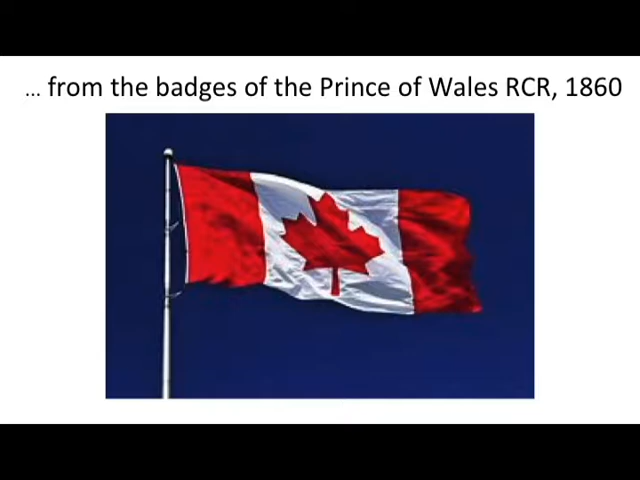 ... from the badges of the Prince of Wales RCR, 1860